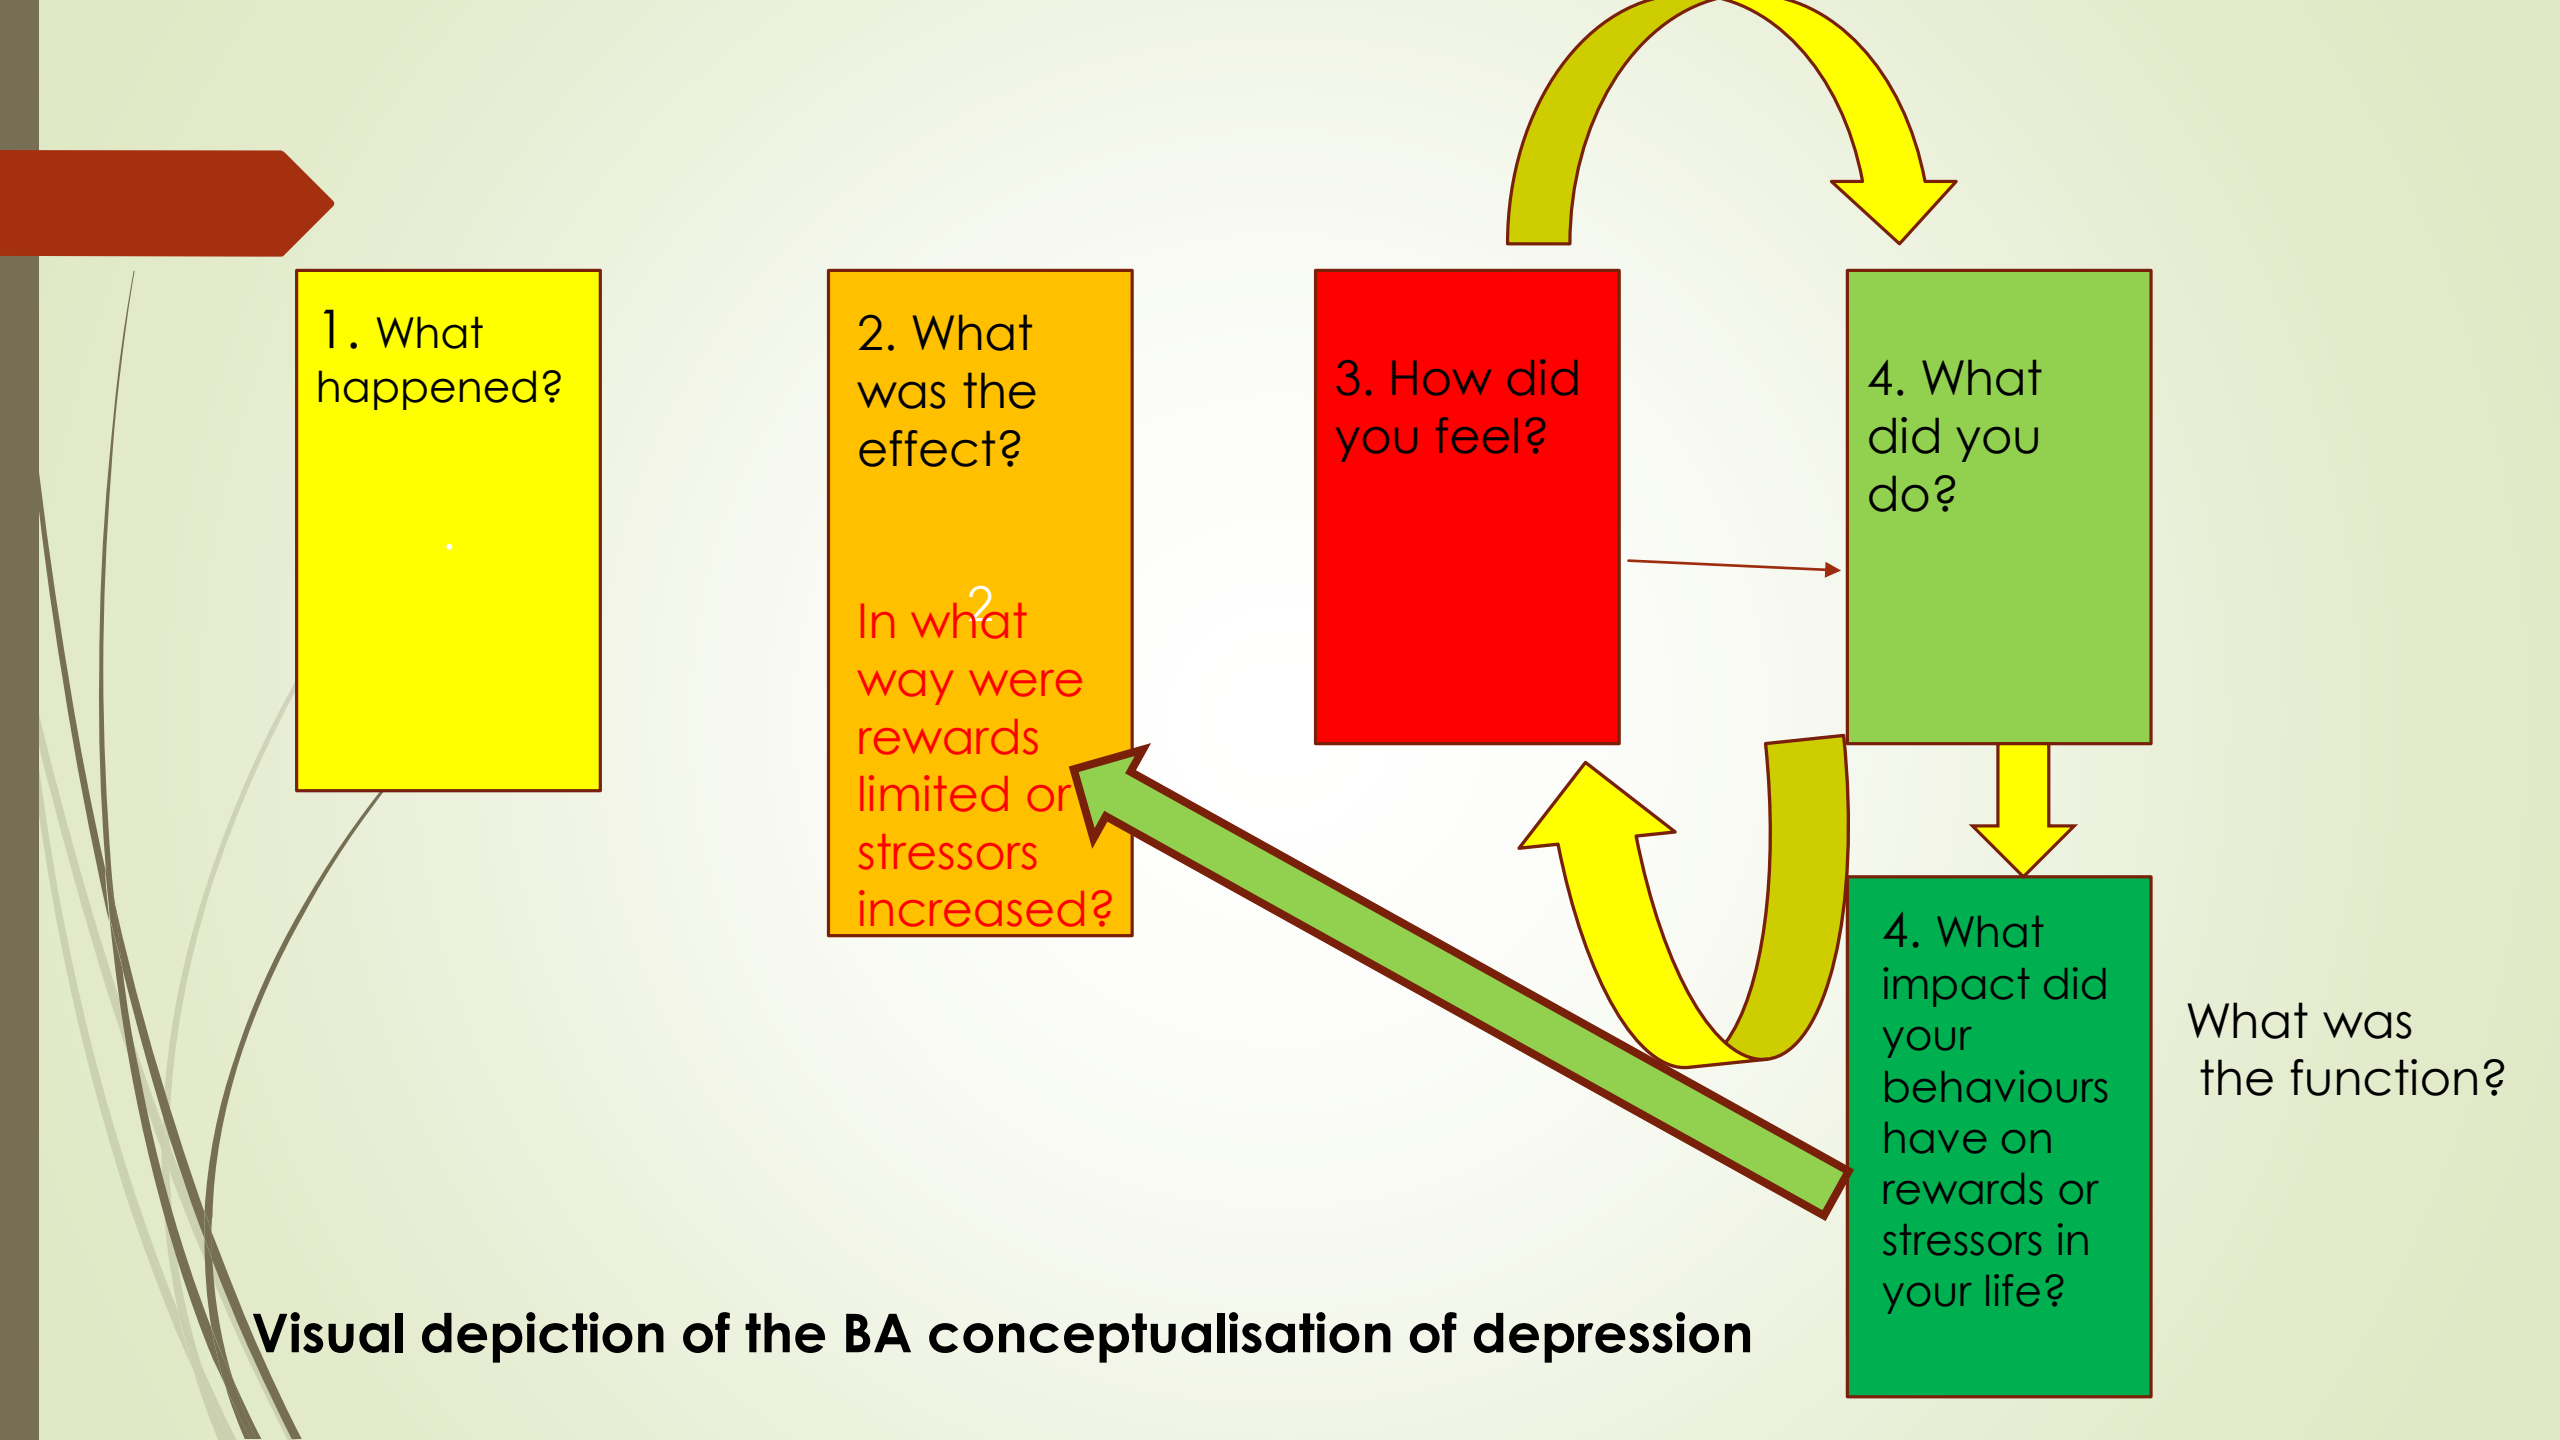 1. What
happened?
.
2. What
was the
effect?
2
In what
way were
rewards
limited or
stressors
increased?
3. How did
you feel?
4. What
did you
do?
4. What
impact did
your
behaviours
have on
rewards or
stressors in
your life?
What was
the function?
Visual depiction of the BA conceptualisation of depression